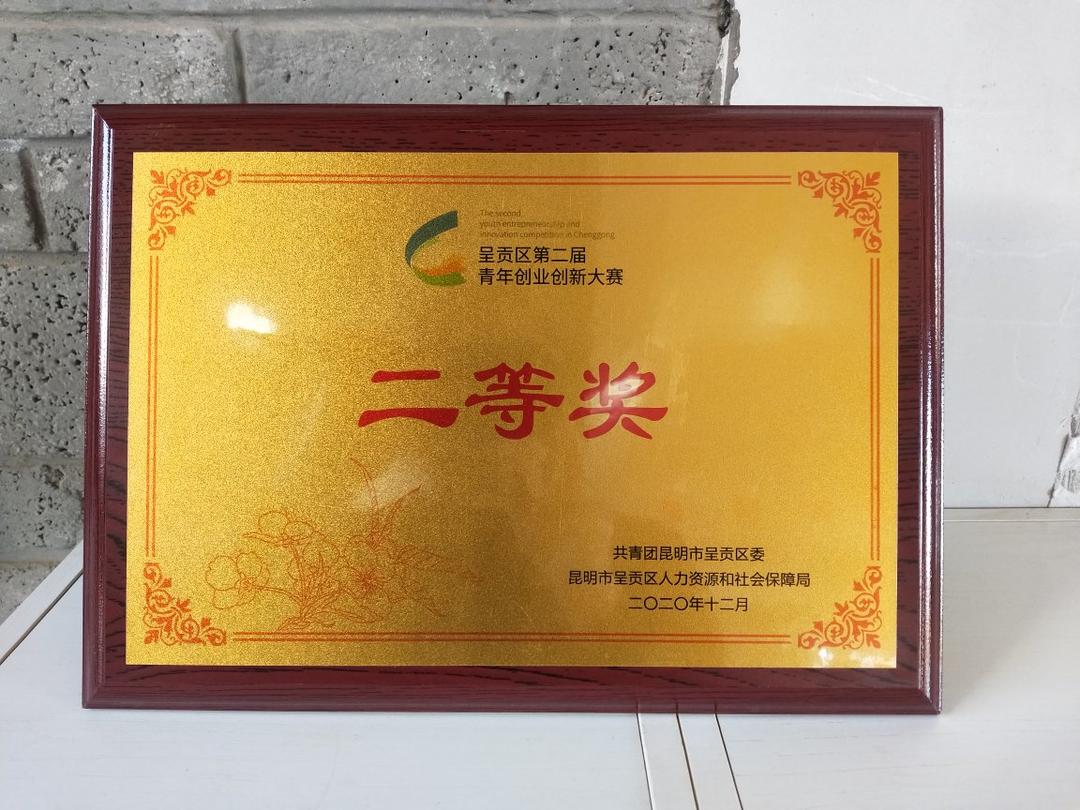 The second
youth entrepreneurship and
innovation competition in Chenggong
呈贡区第二届
青年创业创新大赛
二等奖
共青团昆明市呈贡区委
昆明市呈贡区人力资源和社会保障局
二〇二〇年十二月